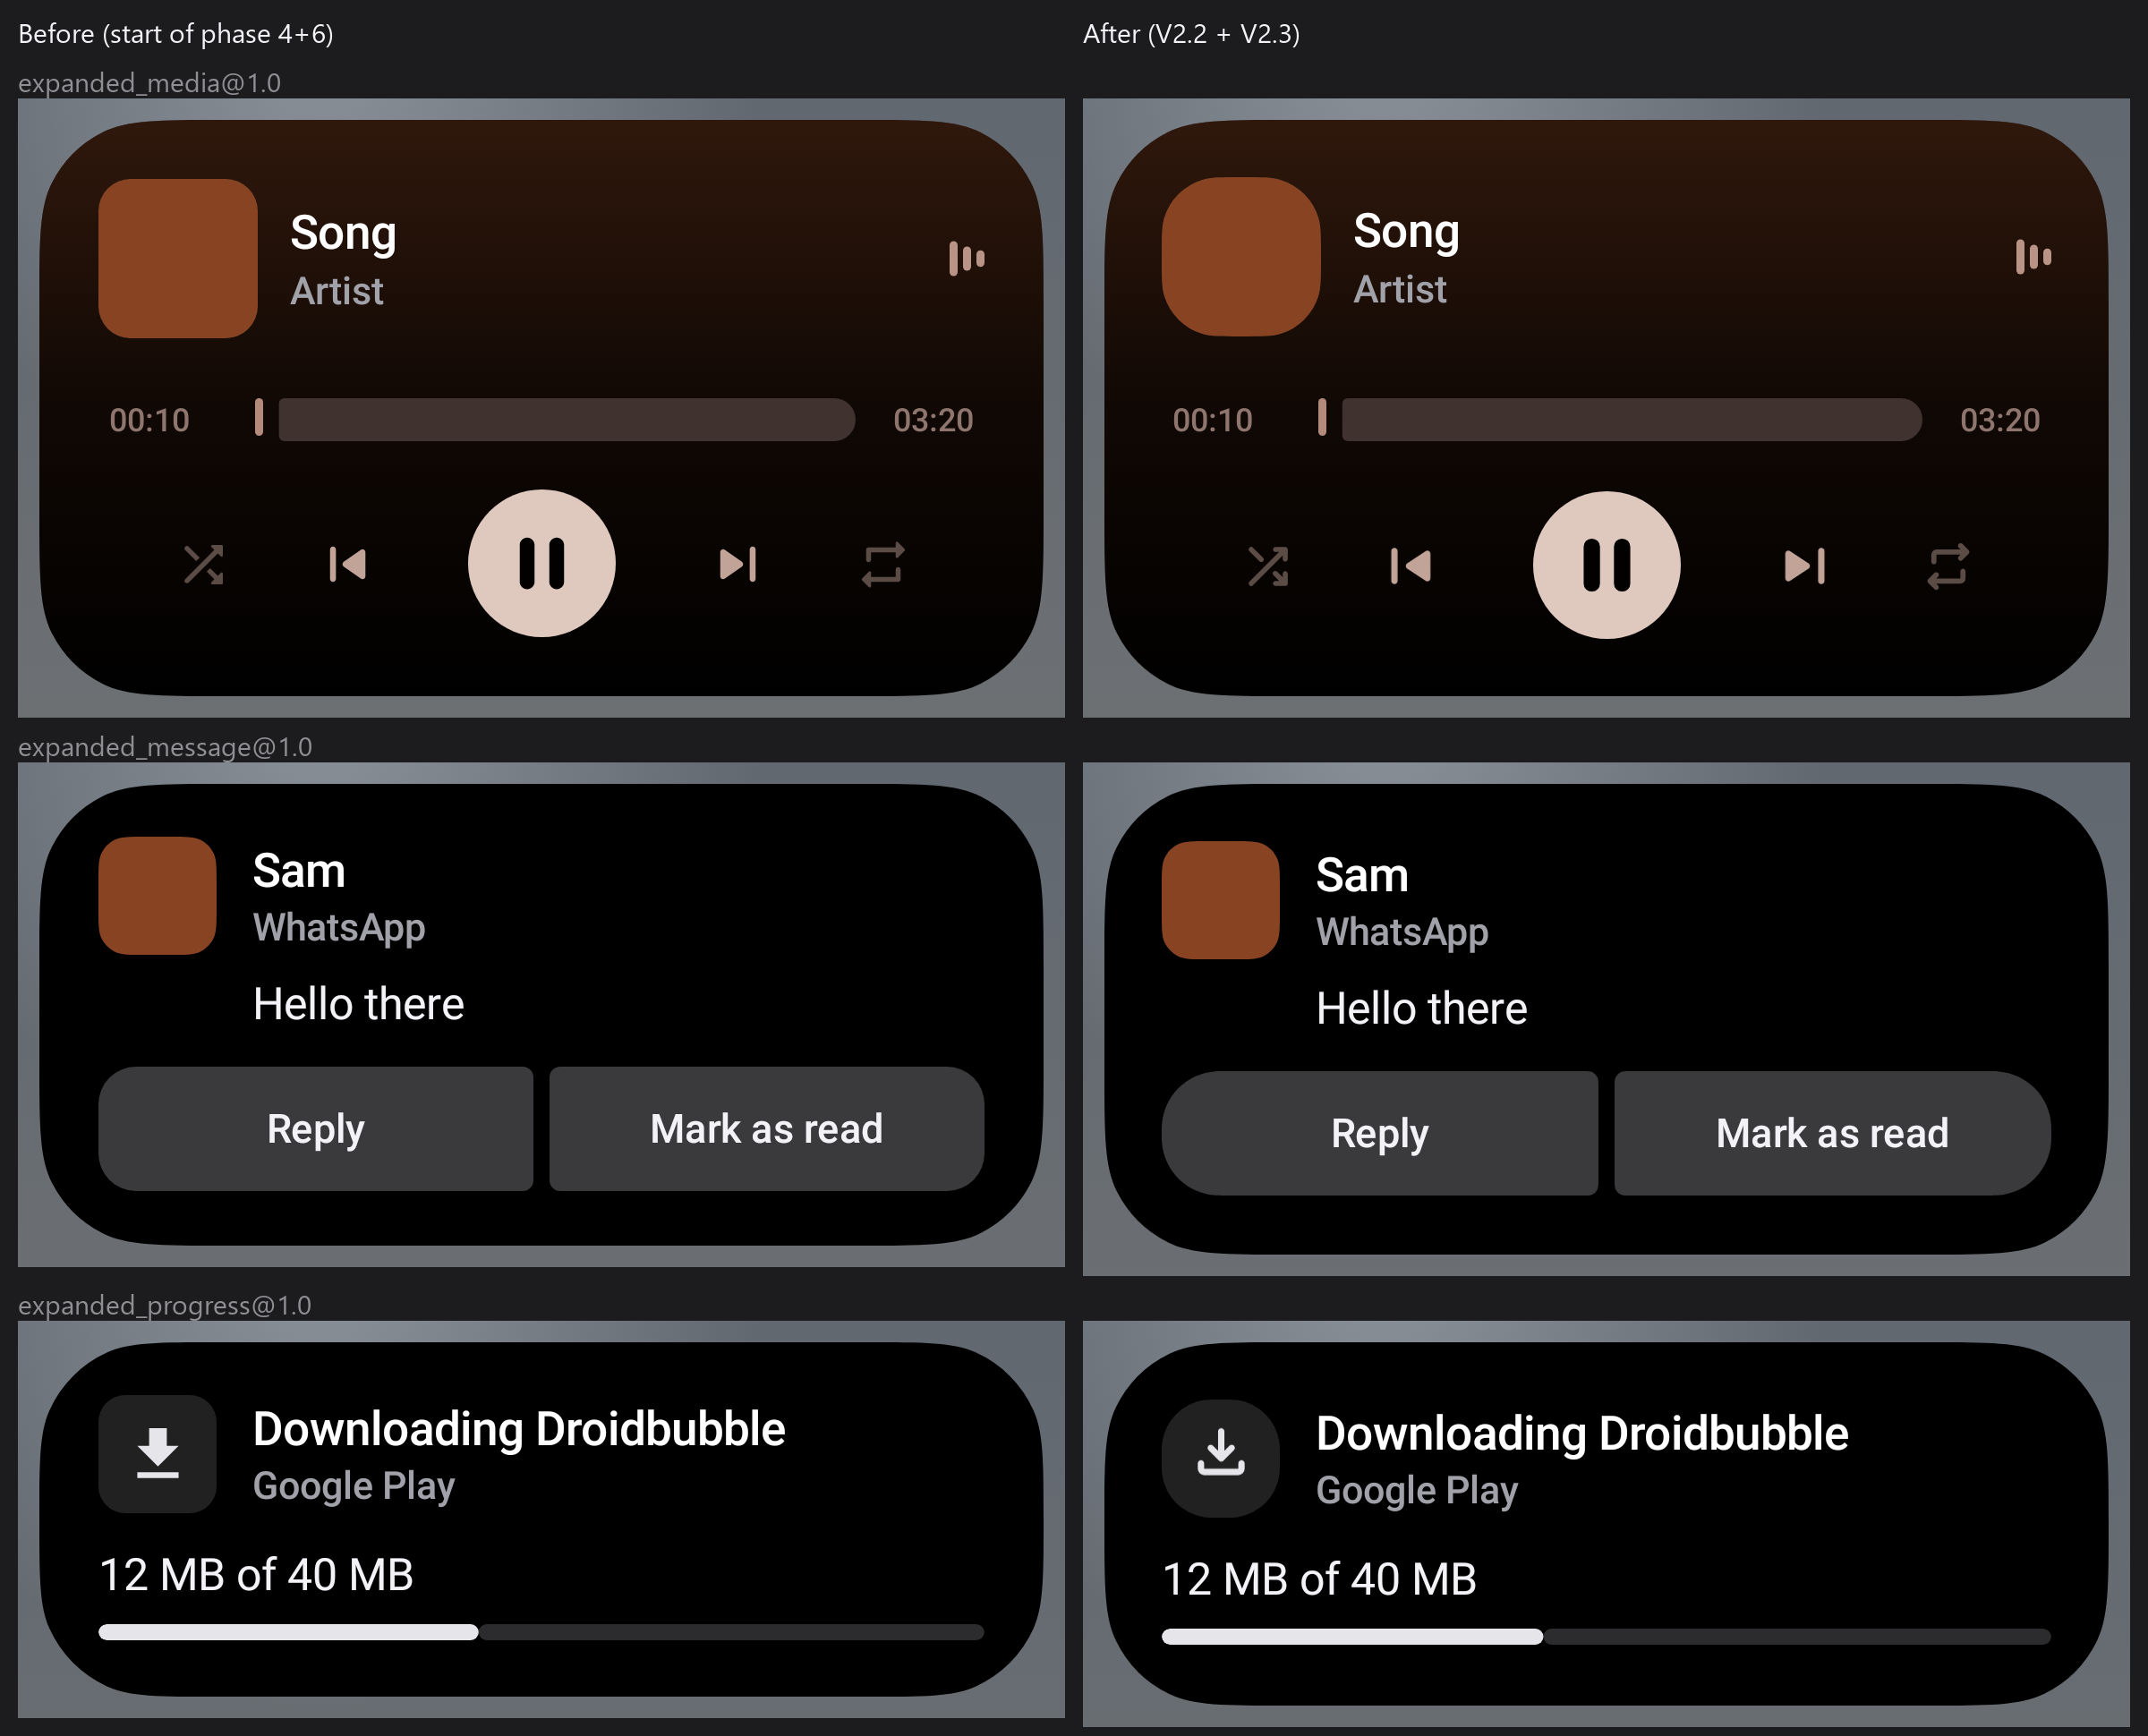 Before (start of phase 4+6)
After (V2.2 + V2.3)
expanded_media@1.0
Song
Artist
00:10
03:20
Song
Artist
00:10
03:20
expanded_message@1.0
Sam
WhatsApp
Hello there
Reply
Mark as read
Sam
WhatsApp
Hello there
Reply
Mark as read
expanded_progress@1.0
Downloading Droidbubble
Google Play
12 MB of 40 MB
Downloading Droidbubble
Google Play
12 MB of 40 MB